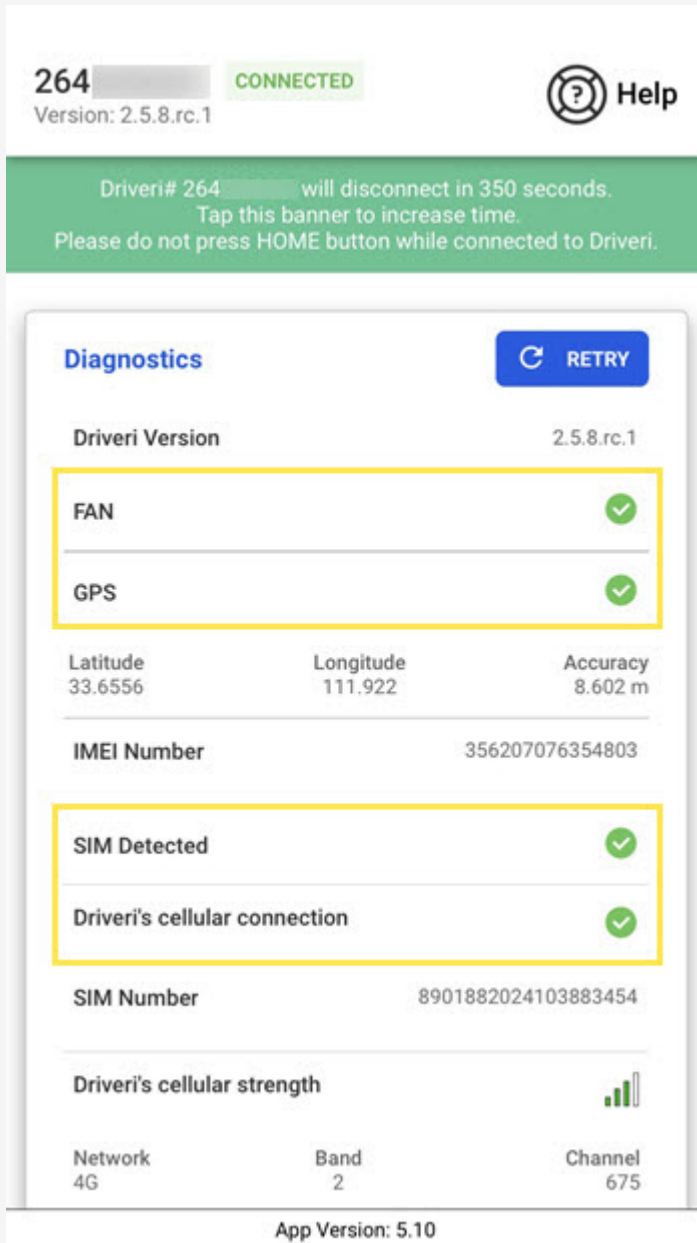 264 CONNECTED
Version: 2.5.8.rc.1
Help
Driveri# 264 will disconnect in 350 seconds.
Tap this banner to increase time.
Please do not press HOME button while connected to Driveri.
Diagnostics
RETRY
Driveri Version 2.5.8.rc.1
FAN
GPS
Latitude Longitude Accuracy
33.6556 111.922 8.602 m
IMEI Number 356207076354803
SIM Detected
Driveri's cellular connection
SIM Number 8901882024103883454
Driveri's cellular strength
Network Band Channel
4G 2 675
App Version: 5.10